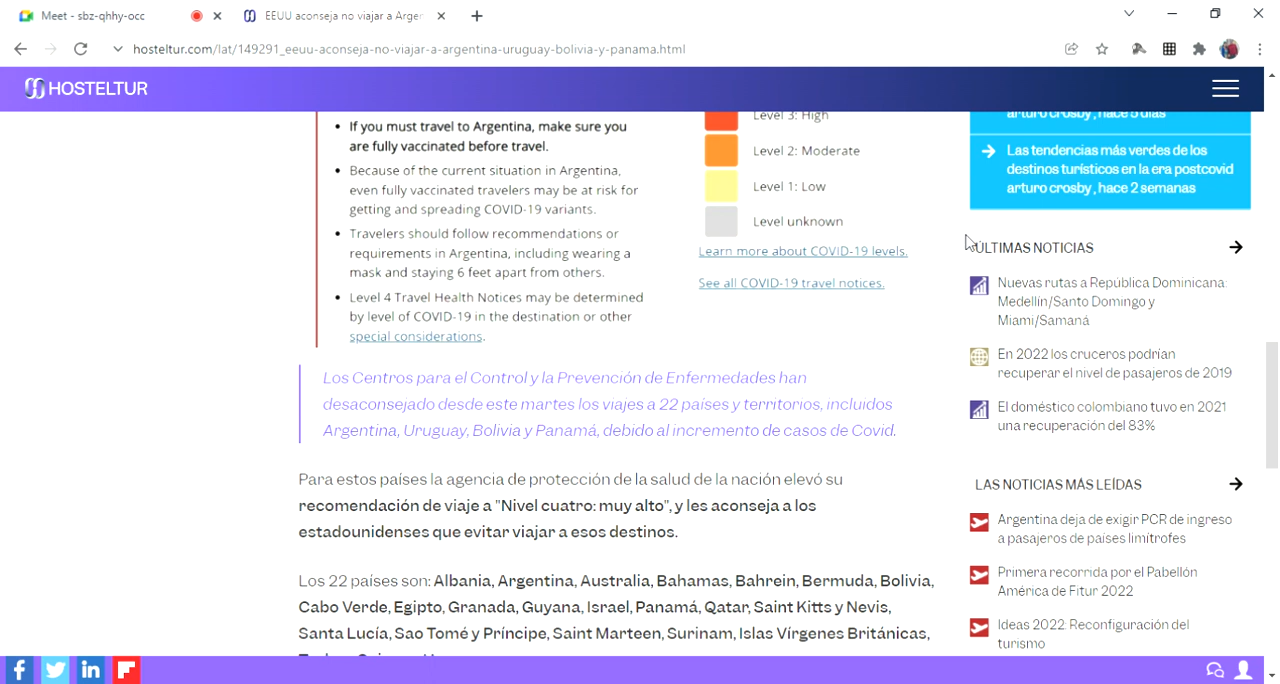 Meet - sbz-qhhy-occ
EEUU aconseja no viajar a Arger
hosteltur.com/lat/149291_eeuu-aconseja-no-viajar-a-argentina-uruguay-bolivia-y-panama.html
HOSTELTUR
If you must travel to Argentina, make sure you
are fully vaccinated before travel.
Because of the current situation in Argentina,
even fully vaccinated travelers may be at risk for
getting and spreading COVID-19 variants.
Travelers should follow recommendations or
requirements in Argentina, including wearing a
mask and staying 6 feet apart from others.
Level 4 Travel Health Notices may be determined
by level of COVID-19 in the destination or other
special considerations.
Level 3: High
Level 2: Moderate
Level 1: Low
Level unknown
Learn more about COVID-19 levels.
See all COVID-19 travel notices.
Los Centros para el Control y la Prevención de Enfermedades han
desaconsejado desde este martes los viajes a 22 países y territorios, incluidos
Argentina, Uruguay, Bolivia y Panamá, debido al incremento de casos de Covid.
Para estos países la agencia de protección de la salud de la nación elevó su
recomendación de viaje a "Nivel cuatro: muy alto", y les aconseja a los
estadounidenses que evitar viajar a esos destinos.
Los 22 países son: Albania, Argentina, Australia, Bahamas, Bahrein, Bermuda, Bolivia,
Cabo Verde, Egipto, Granada, Guyana, Israel, Panamá, Qatar, Saint Kitts y Nevis,
Santa Lucía, Sao Tomé y Príncipe, Saint Marteen, Surinam, Islas Vírgenes Británicas,
arturo crosby, hace 5 días
Las tendencias más verdes de los
destinos turísticos en la era postcovid
arturo crosby, hace 2 semanas
ÚLTIMAS NOTICIAS
Nuevas rutas a República Dominicana:
Medellín/Santo Domingo y
Miami/Samaná
En 2022 los cruceros podrían
recuperar el nivel de pasajeros de 2019
El doméstico colombiano tuvo en 2021
una recuperación del 83%
LAS NOTICIAS MÁS LEÍDAS
Argentina deja de exigir PCR de ingreso
a pasajeros de países limítrofes
Primera recorrida por el Pabellón
América de Fitur 2022
Ideas 2022: Reconfiguración del
turismo